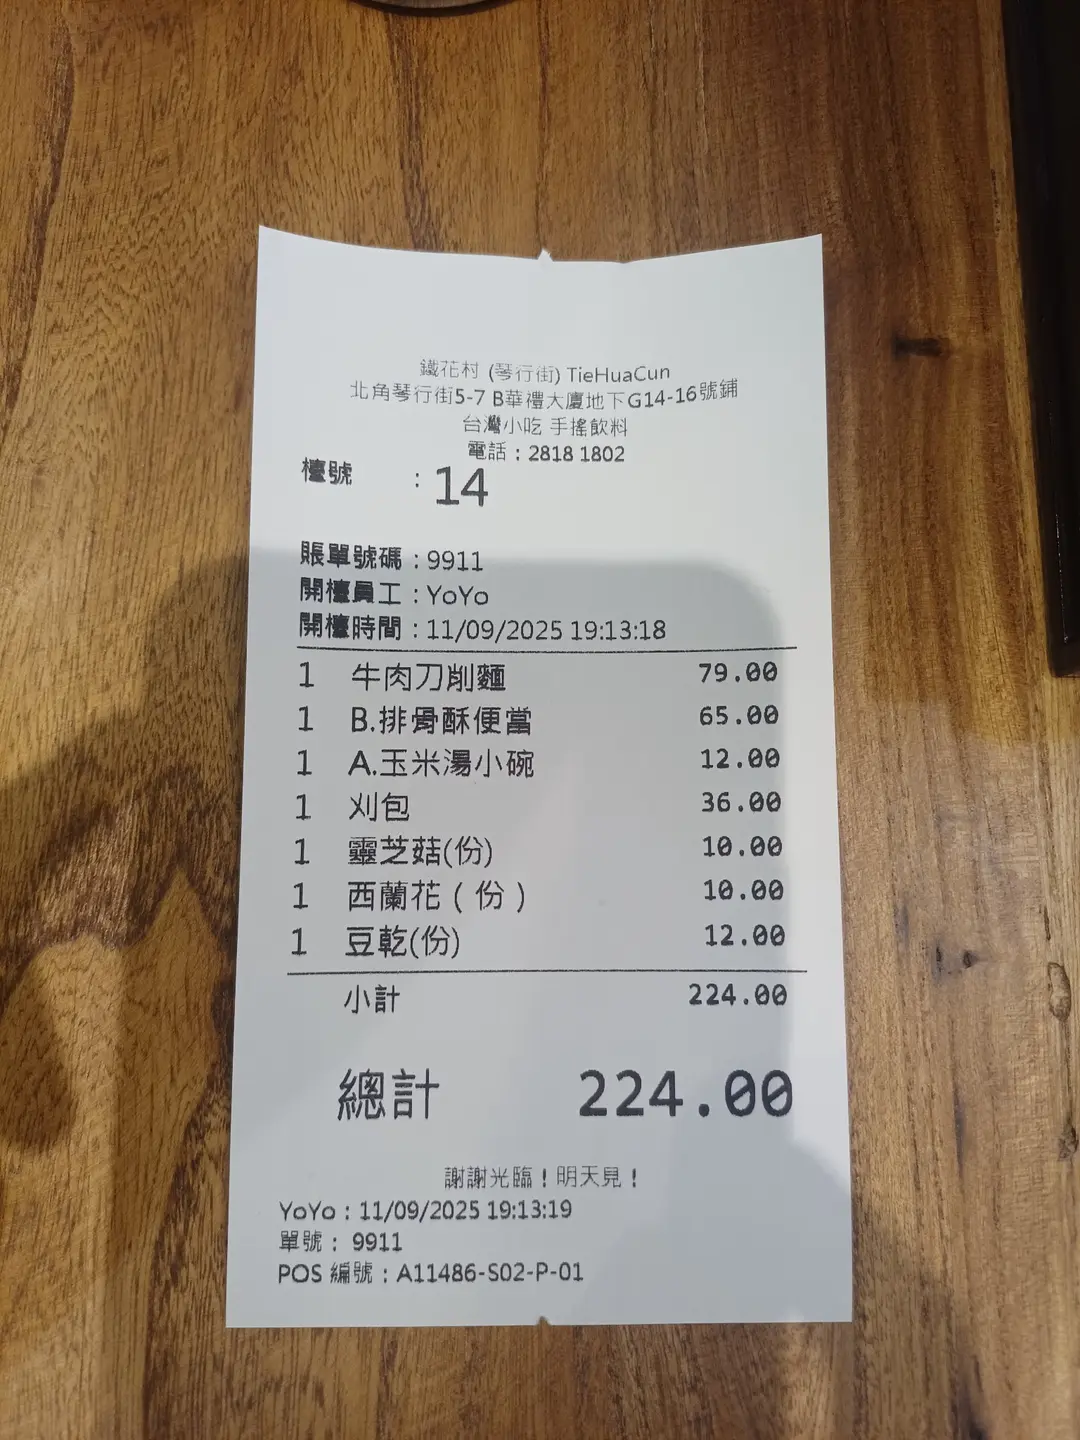 鐵花村 (琴行街) TieHuaCun
北角琴行街5-7 B華禮大廈地下G14-16號鋪
台灣小吃 手搖飲料
電話：2818 1802
檯號 ：14
賬單號碼：9911
開檯員工：YoYo
開檯時間：11/09/2025 19:13:18
1 牛肉刀削麵 79.00
1 B.排骨酥便當 65.00
1 A.玉米湯小碗 12.00
1 刈包 36.00
1 靈芝菇(份) 10.00
1 西蘭花（份） 10.00
1 豆乾(份) 12.00
小計 224.00
總計 224.00
謝謝光臨！明天見！
YoYo：11/09/2025 19:13:19
單號： 9911
POS 編號：A11486-S02-P-01